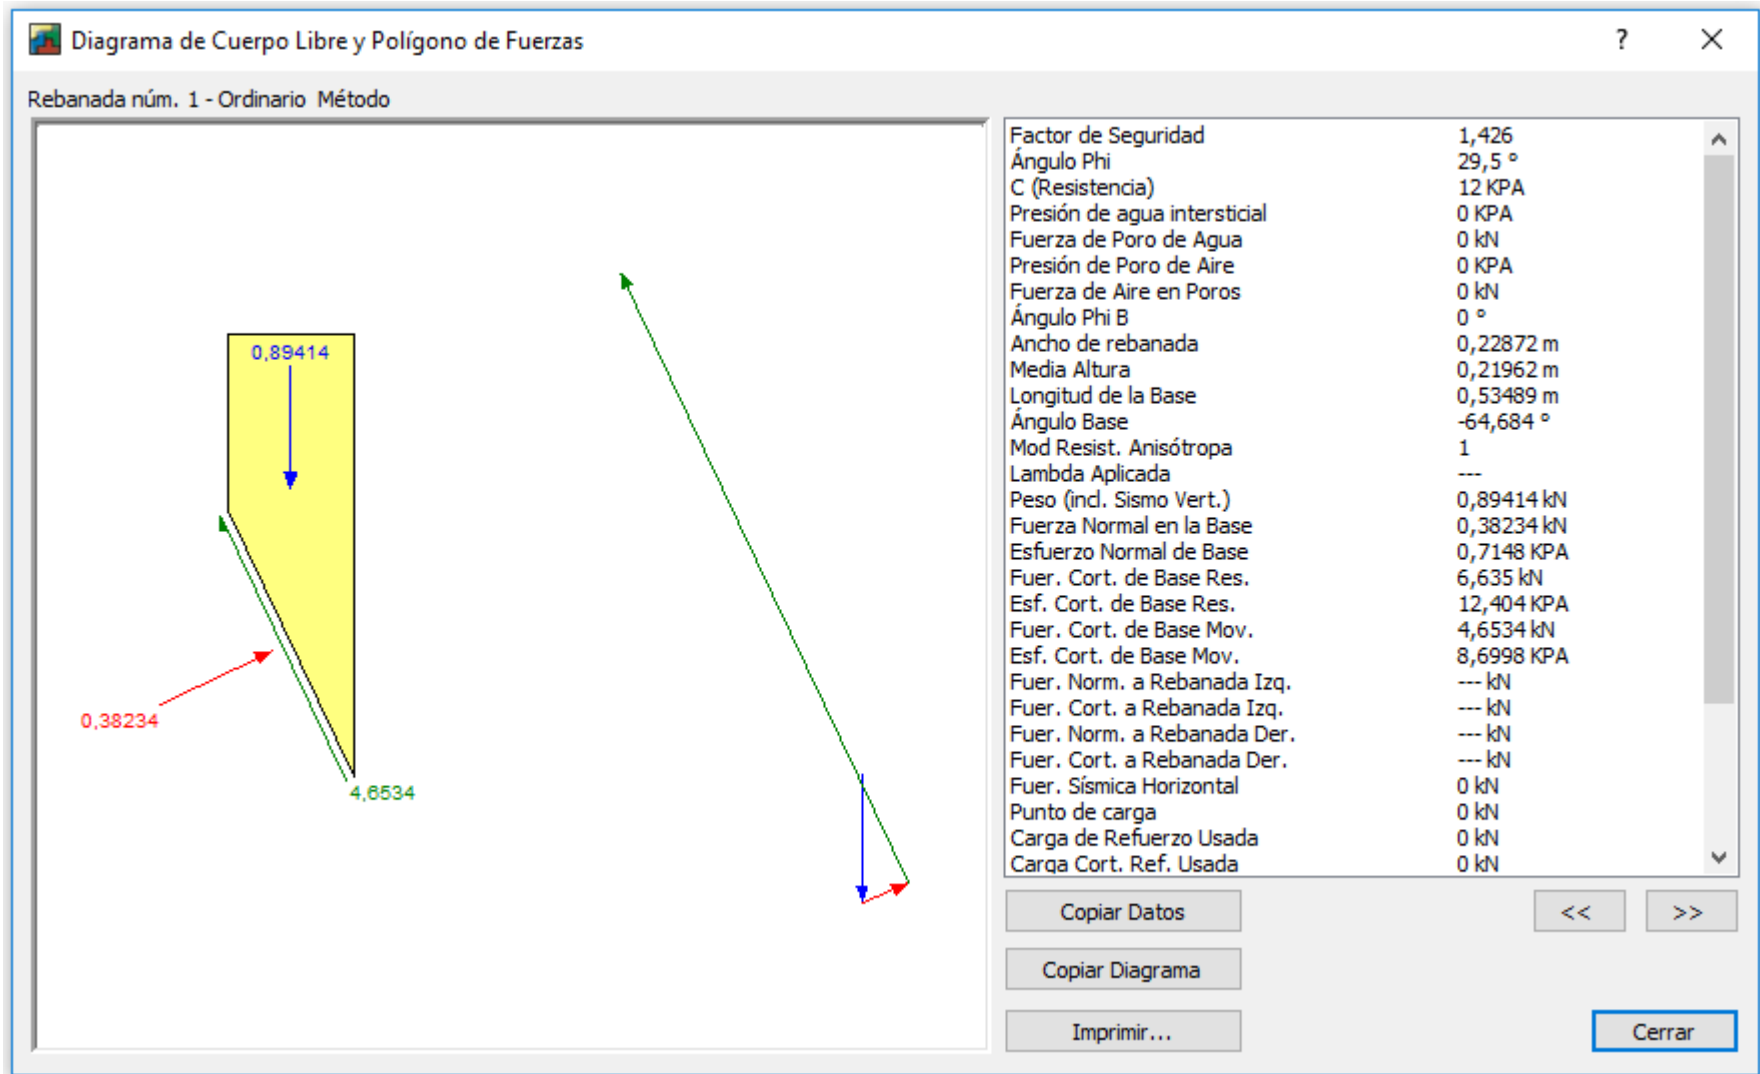 Diagrama de Cuerpo Libre y Polígono de Fuerzas
?
Rebanada núm. 1 - Ordinario Método
0,89414
0,38234
4,6534
Factor de Seguridad 1,426
Ángulo Phi 29,5 °
C (Resistencia) 12 KPA
Presión de agua intersticial 0 KPA
Fuerza de Poro de Agua 0 kN
Presión de Poro de Aire 0 KPA
Fuerza de Aire en Poros 0 kN
Ángulo Phi B 0 °
Ancho de rebanada 0,22872 m
Media Altura 0,21962 m
Longitud de la Base 0,53489 m
Ángulo Base -64,684 °
Mod Resist. Anisótropa 1
Lambda Aplicada ---
Peso (incl. Sismo Vert.) 0,89414 kN
Fuerza Normal en la Base 0,38234 kN
Esfuerzo Normal de Base 0,7148 KPA
Fuer. Cort. de Base Res. 6,635 kN
Esf. Cort. de Base Res. 12,404 KPA
Fuer. Cort. de Base Mov. 4,6534 kN
Esf. Cort. de Base Mov. 8,6998 KPA
Fuer. Norm. a Rebanada Izq. --- kN
Fuer. Cort. a Rebanada Izq. --- kN
Fuer. Norm. a Rebanada Der. --- kN
Fuer. Cort. a Rebanada Der. --- kN
Fuer. Sísmica Horizontal 0 kN
Punto de carga 0 kN
Carga de Refuerzo Usada 0 kN
Carga Cort. Ref. Usada 0 kN
Copiar Datos
<< >>
Copiar Diagrama
Imprimir...
Cerrar